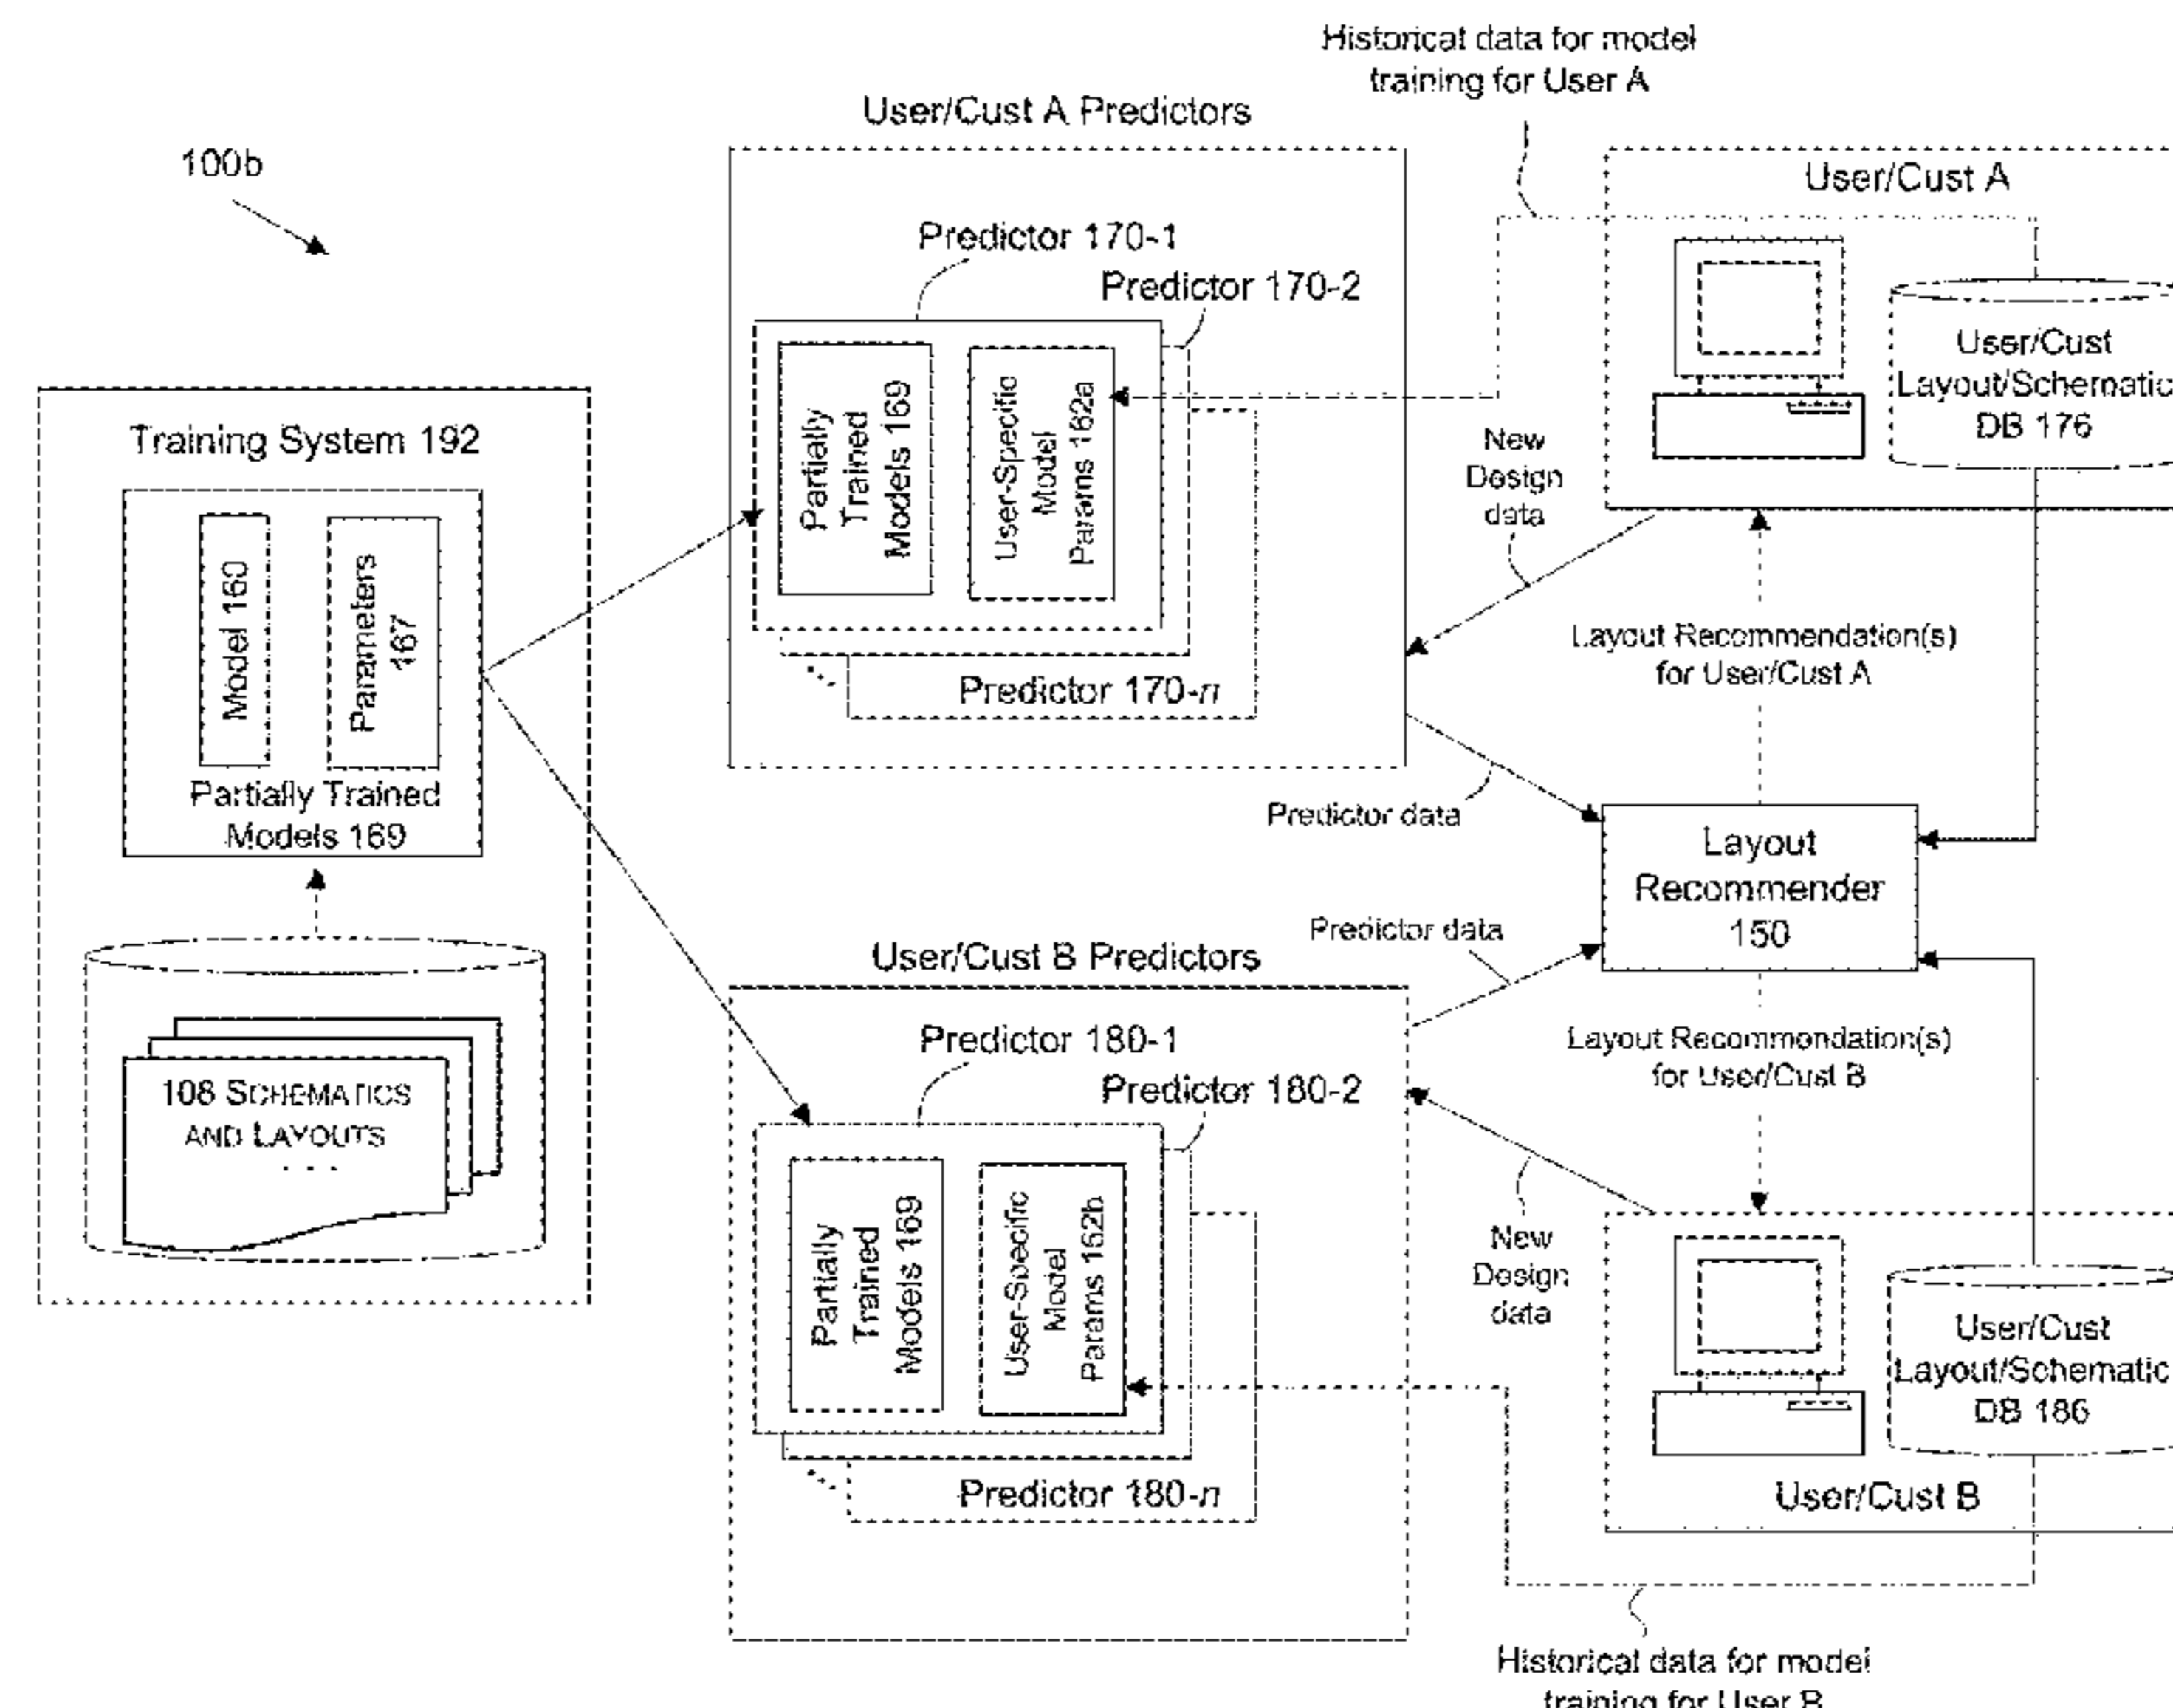 Historical data for model
training for User A
User/Cust A Predictors
100b
User/Cust A
Predictor 170-1
Predictor 170-2
User/Cust
Layout/Schematic
DB 176
Partially
Trained
Models 169
User-Specific
Model
Params 162a
New
Design
data
Training System 192
Model 160
Parameters
167
Partially Trained
Models 169
Predictor 170-n
Layout Recommendation(s)
for User/Cust A
Predictor data
Layout
Recommender
150
Predictor data
User/Cust B Predictors
Predictor 180-1
Predictor 180-2
Layout Recommendation(s)
for User/Cust B
108 SCHEMATICS
AND LAYOUTS
. . .
Partially
Trained
Models 169
User-Specific
Model
Params 162b
New
Design
data
User/Cust
Layout/Schematic
DB 186
Predictor 180-n
User/Cust B
Historical data for model
training for User B